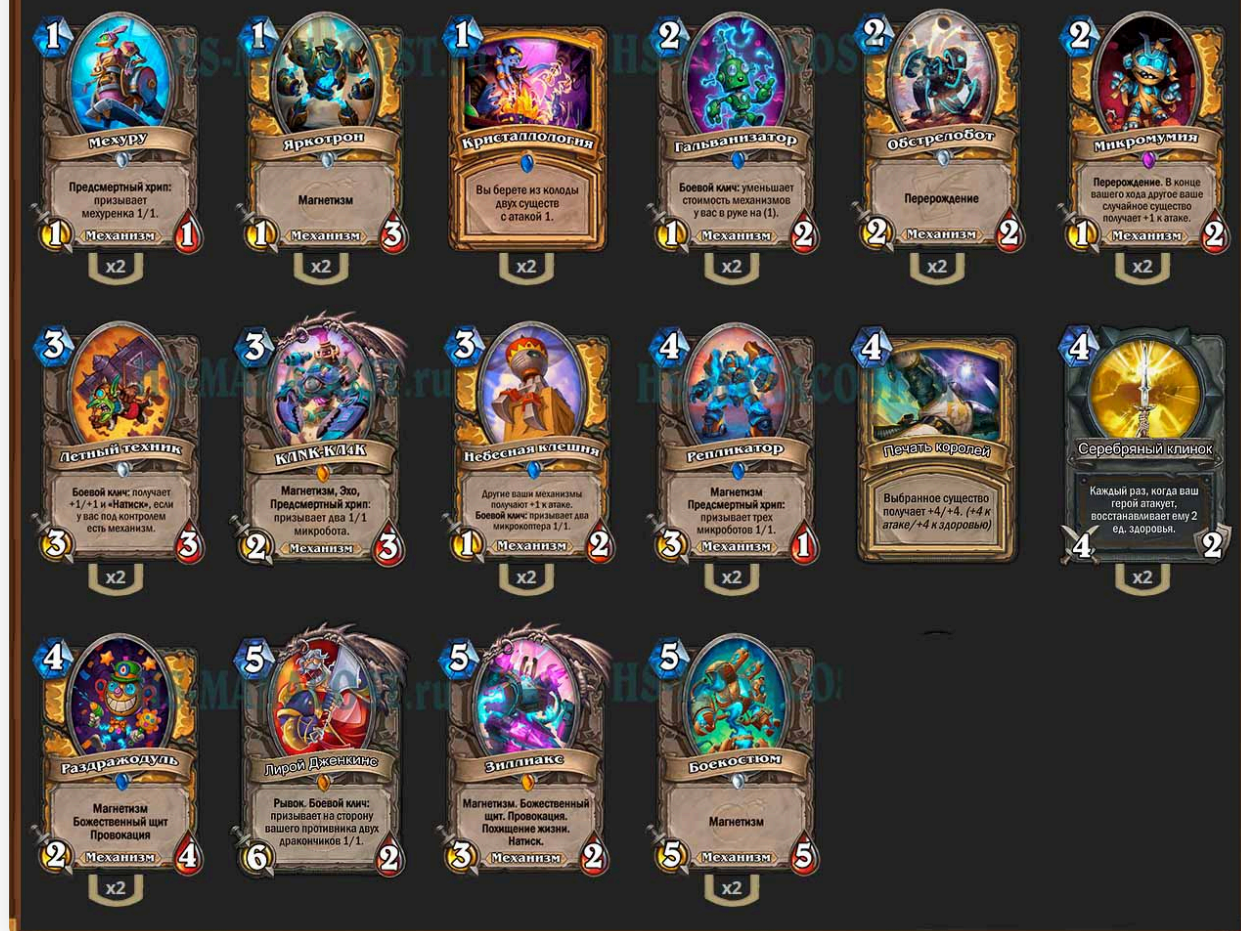 1
Мехуру
Предсмертный хрип:
призывает
мехуренка 1/1.
1 Механизм 1
x2
1
Яркотрон
Магнетизм
1 Механизм 3
x2
1
Кристаллология
Вы берете из колоды
двух существ
с атакой 1.
x2
2
Гальваннизатор
Боевой клич: уменьшает
стоимость механизмов
у вас в руке на (1).
1 Механизм 2
x2
2
Обстрелобот
Перерождение
2 Механизм 2
x2
2
Микромумия
Перерождение. В конце
вашего хода другое ваше
случайное существо
получает +1 к атаке.
1 Механизм 2
x2
3
Летный техник
Боевой клич: получает
+1/+1 и «Натиск», если
у вас под контролем
есть механизм.
3 3
x2
3
КЛNК-КЛ4К
Магнетизм, Эхо,
Предсмертный хрип:
призывает два 1/1
микробота.
2 Механизм 3
3
Небесная клешня
Другие ваши механизмы
получают +1 к атаке.
Боевой клич: призывает два
микрокоптера 1/1.
1 Механизм 2
x2
4
Репликатор
Магнетизм
Предсмертный хрип:
призывает трех
микроботов 1/1.
3 Механизм 1
x2
4
Печать королей
Выбранное существо
получает +4/+4. (+4 к
атаке/+4 к здоровью)
4
Серебряный клинок
Каждый раз, когда ваш
герой атакует,
восстанавливает ему 2
ед. здоровья.
4 2
x2
4
Раздражодуль
Магнетизм
Божественный щит
Провокация
2 Механизм 4
x2
5
Лирой Дженкинс
Рывок. Боевой клич:
призывает на сторону
вашего противника двух
дракончиков 1/1.
6 2
5
Зиллиакс
Магнетизм. Божественный
щит. Провокация.
Похищение жизни.
Натиск.
3 Механизм 2
5
Боекостюм
Магнетизм
5 Механизм 5
x2